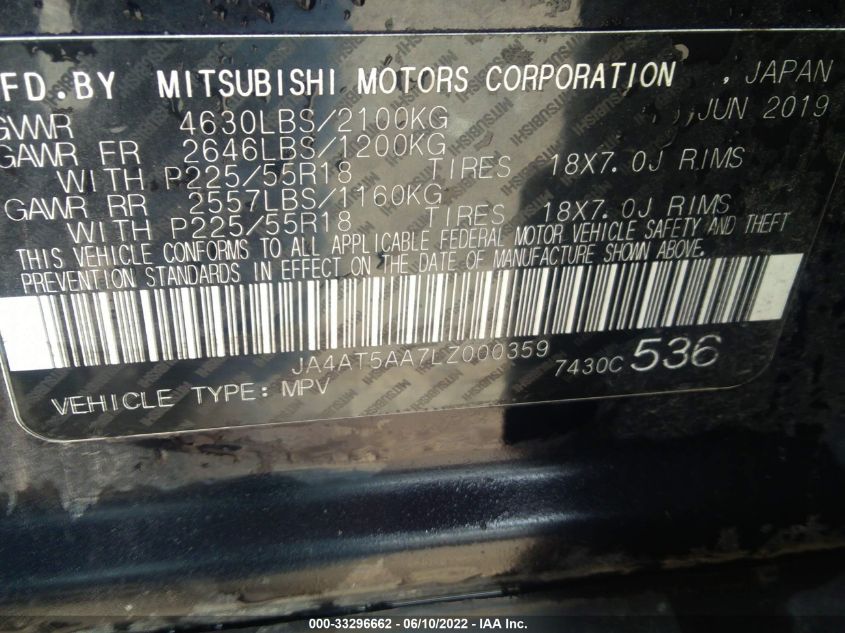 FD. BY MITSUBISHI MOTORS CORPORATION , JAPAN
GVWR 4630LBS/2100KG JUN 2019
GAWR FR 2646LBS/1200KG
WITH P225/55R18 TIRES 18X7.0J RIMS
GAWR RR 2557LBS/1160KG
WITH P225/55R18 TIRES 18X7.0J RIMS
THIS VEHICLE CONFORMS TO ALL APPLICABLE FEDERAL MOTOR VEHICLE SAFETY AND THEFT
PREVENTION STANDARDS IN EFFECT ON THE DATE OF MANUFACTURE SHOWN ABOVE.
JA4AT5AA7LZ000359 7430C 536
VEHICLE TYPE: MPV
000-33296662 - 06/10/2022 - IAA Inc.